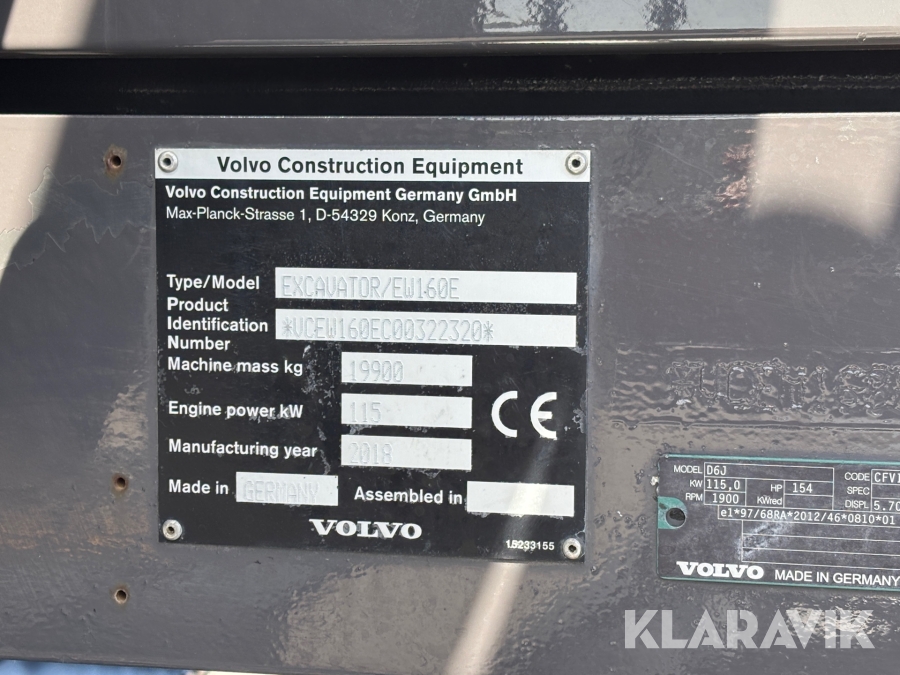 Volvo Construction Equipment
Volvo Construction Equipment Germany GmbH
Max-Planck-Strasse 1, D-54329 Konz, Germany
Type/Model EXCAVATOR/EW160E
Product
Identification *VCEW160EC00322320*
Number
Machine mass kg 19900
Engine power kW 115
CE
Manufacturing year 2018
Made in GERMANY Assembled in
VOLVO
15233155
MODEL D6J CODE CFV
KW 115,0 HP 154 SPEC
RPM 1900 KWred DISPL 5.70
e1*97/68RA*2012/46*0810*01
VOLVO MADE IN GERMANY
KLARAVIK